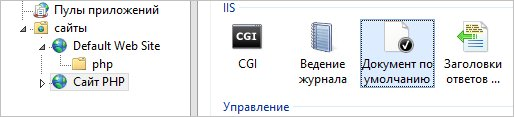 Пулы приложений
сайты
Default Web Site
php
Сайт PHP
IIS
CGI
CGI
Ведение
журнала
Документ по
умолчанию
Заголовки
ответов ...
Управление